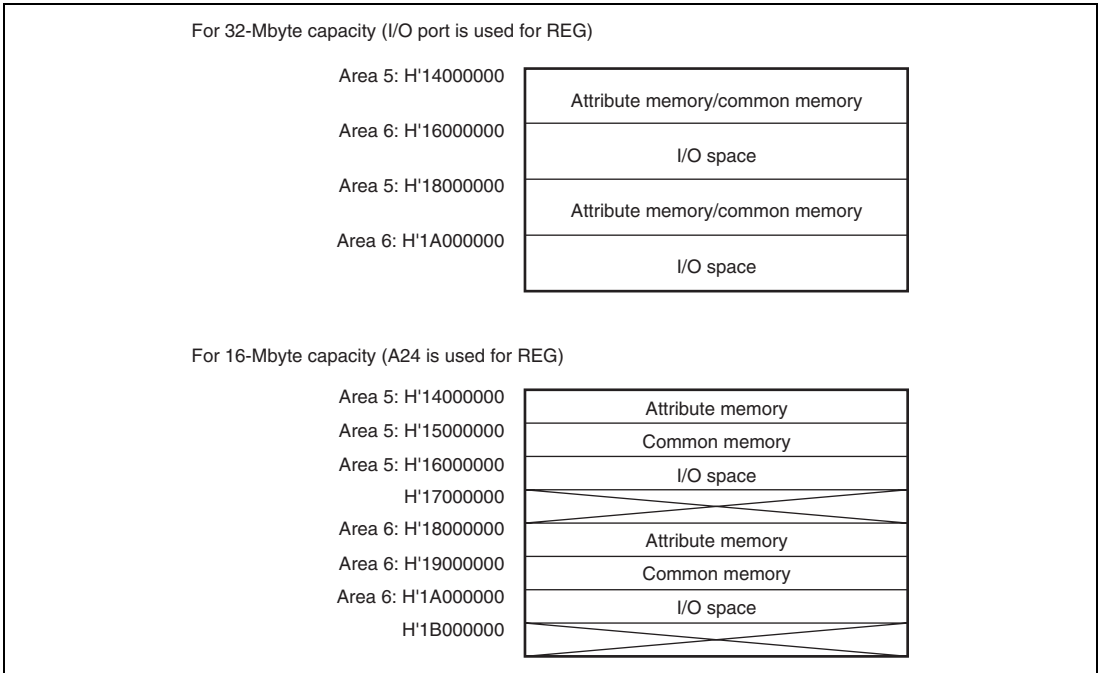 For 32-Mbyte capacity (I/O port is used for REG)
Area 5: H'14000000
Attribute memory/common memory
Area 6: H'16000000
I/O space
Area 5: H'18000000
Attribute memory/common memory
Area 6: H'1A000000
I/O space
For 16-Mbyte capacity (A24 is used for REG)
Area 5: H'14000000
Attribute memory
Area 5: H'15000000
Common memory
Area 5: H'16000000
I/O space
H'17000000
Area 6: H'18000000
Attribute memory
Area 6: H'19000000
Common memory
Area 6: H'1A000000
I/O space
H'1B000000